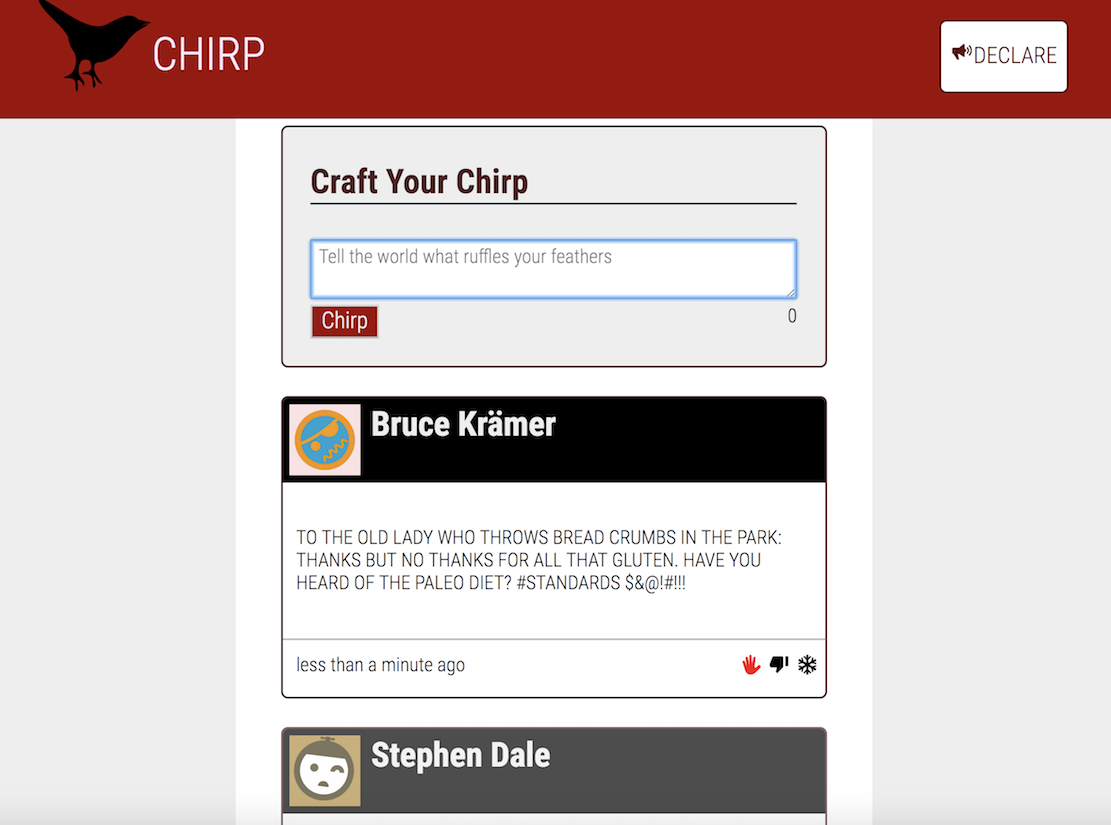 CHIRP
DECLARE
Craft Your Chirp
Tell the world what ruffles your feathers
Chirp
0
Bruce Krämer
TO THE OLD LADY WHO THROWS BREAD CRUMBS IN THE PARK:
THANKS BUT NO THANKS FOR ALL THAT GLUTEN. HAVE YOU
HEARD OF THE PALEO DIET? #STANDARDS $&@!#!!!
less than a minute ago
Stephen Dale